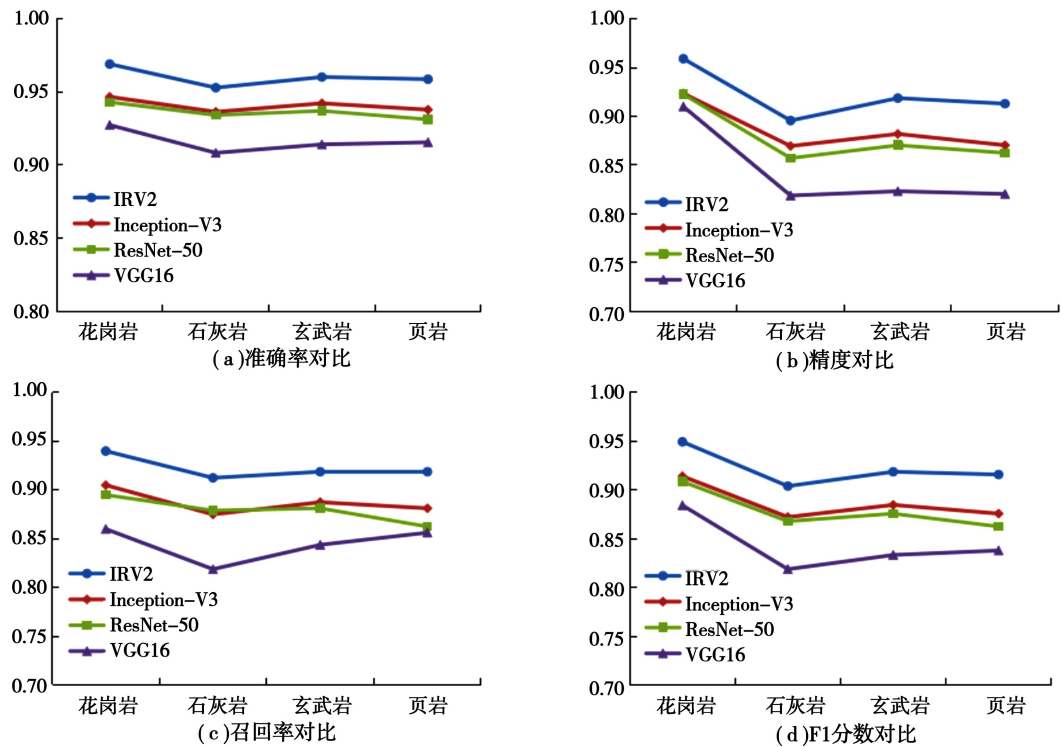 1.00
0.95
0.90
0.85
0.80
IRV2
Inception-V3
ResNet-50
VGG16
花岗岩 石灰岩 玄武岩 页岩
(a)准确率对比
1.00
0.95
0.90
0.85
0.80
0.75
0.70
IRV2
Inception-V3
ResNet-50
VGG16
花岗岩 石灰岩 玄武岩 页岩
(b)精度对比
1.00
0.95
0.90
0.85
0.80
0.75
0.70
IRV2
Inception-V3
ResNet-50
VGG16
花岗岩 石灰岩 玄武岩 页岩
(c)召回率对比
1.00
0.95
0.90
0.85
0.80
0.75
0.70
IRV2
Inception-V3
ResNet-50
VGG16
花岗岩 石灰岩 玄武岩 页岩
(d)F1分数对比